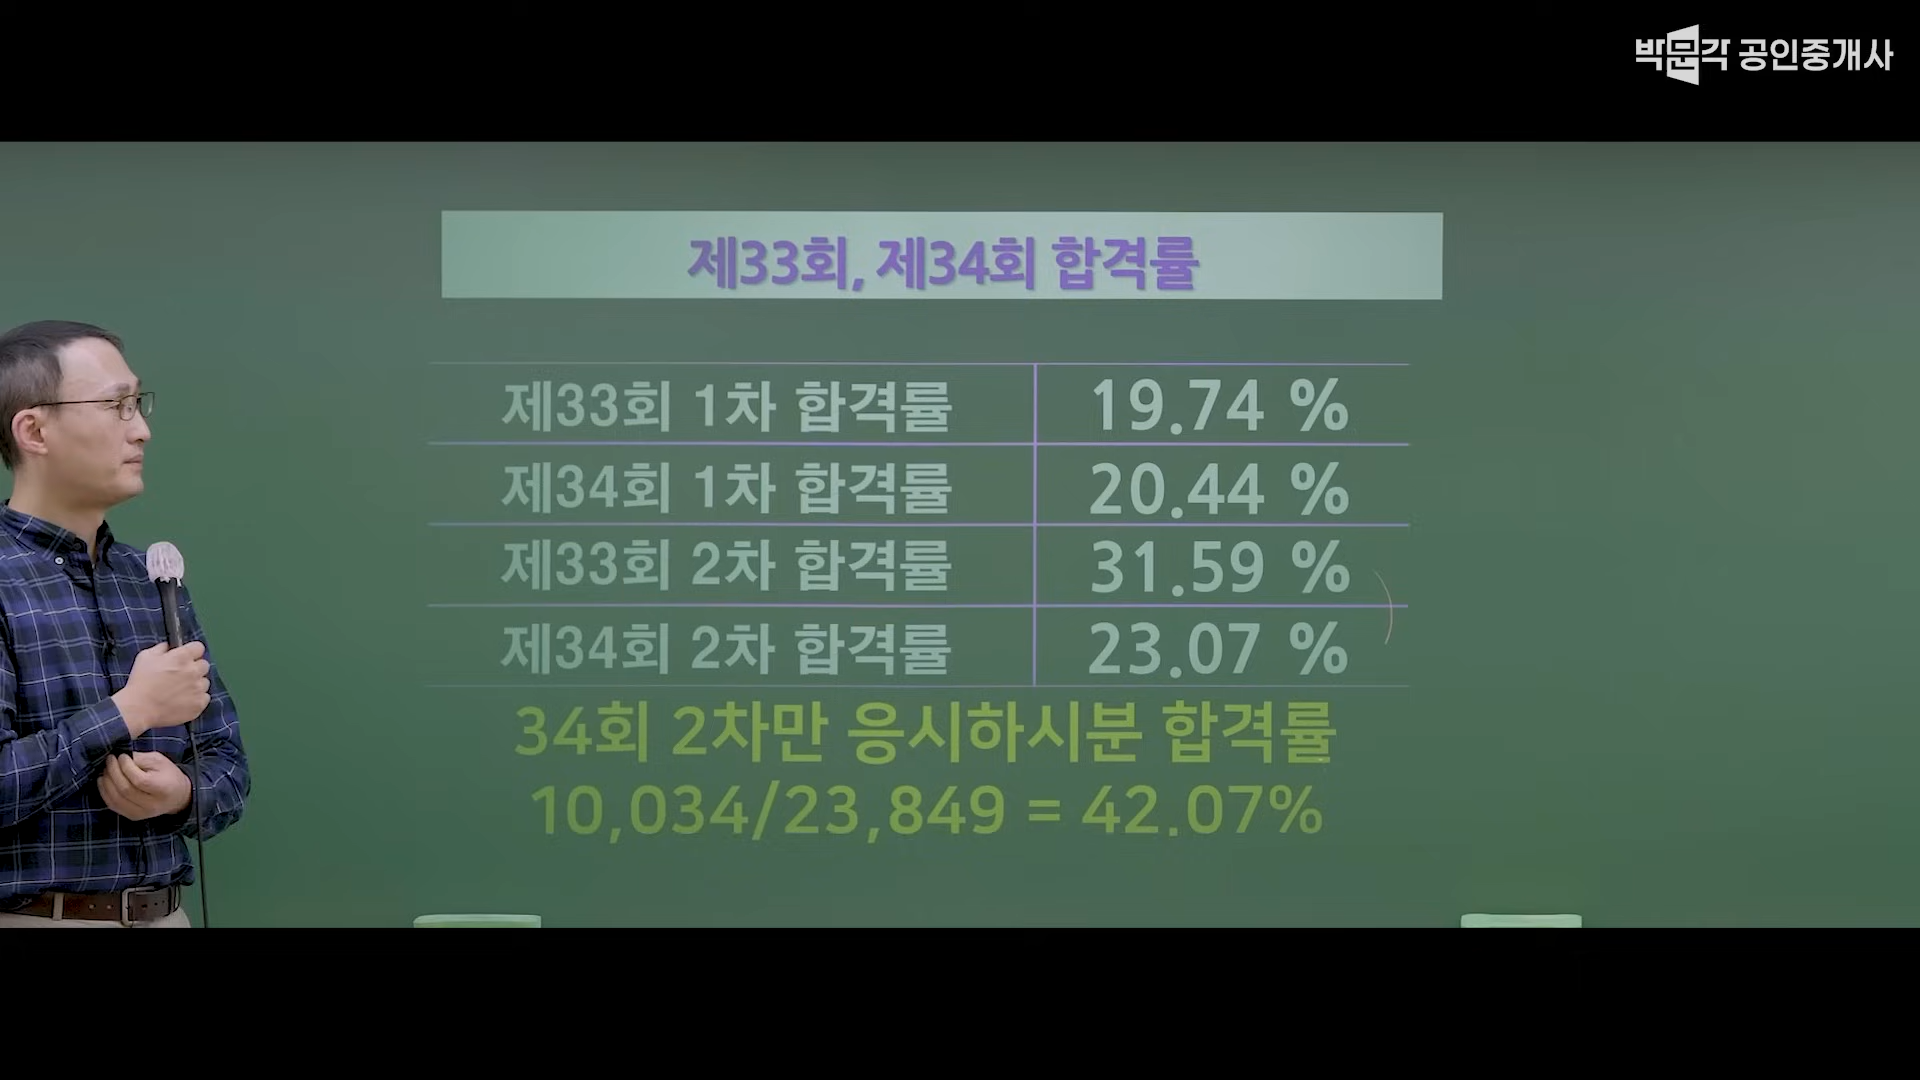 박문각 공인중개사
제33회, 제34회 합격률
제33회 1차 합격률 19.74 %
제34회 1차 합격률 20.44 %
제33회 2차 합격률 31.59 %
제34회 2차 합격률 23.07 %
34회 2차만 응시하시분 합격률
10,034/23,849 = 42.07%